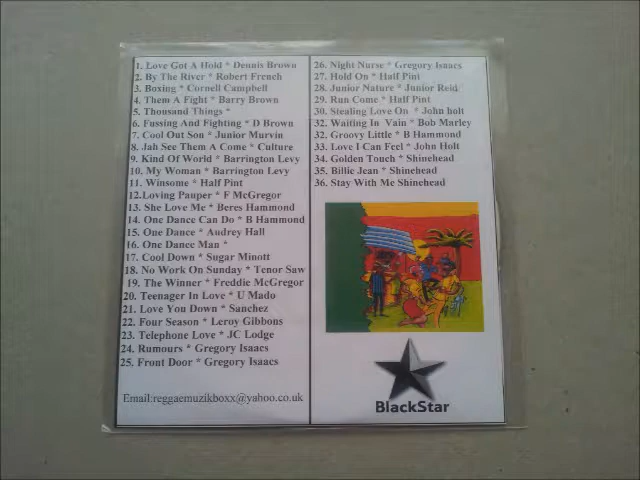 1. Love Got A Hold * Dennis Brown
2. By The River * Robert French
3. Boxing * Cornell Campbell
4. Them A Fight * Barry Brown
5. Thousand Things *
6. Fussing And Fighting * D Brown
7. Cool Out Son * Junior Murvin
8. Jah See Them A Come * Culture
9. Kind Of World * Barrington Levy
10. My Woman * Barrington Levy
11. Winsome * Half Pint
12.Loving Pauper * F McGregor
13. She Love Me * Beres Hammond
14. One Dance Can Do * B Hammond
15. One Dance * Audrey Hall
16. One Dance Man *
17. Cool Down * Sugar Minott
18. No Work On Sunday * Tenor Saw
19. The Winner * Freddie McGregor
20. Teenager In Love * U Mado
21. Love You Down * Sanchez
22. Four Season * Leroy Gibbons
23. Telephone Love * JC Lodge
24. Rumours * Gregory Isaacs
25. Front Door * Gregory Isaacs
Email:reggaemuzikboxx@yahoo.co.uk
26. Night Nurse * Gregory Isaacs
27. Hold On * Half Pint
28. Junior Nature * Junior Reid
29. Run Come * Half Pint
30. Stealing Love On * John holt
32. Waiting In Vain * Bob Marley
32. Groovy Little * B Hammond
33. Love I Can Feel * John Holt
34. Golden Touch * Shinehead
35. Billie Jean * Shinehead
36. Stay With Me Shinehead
BlackStar